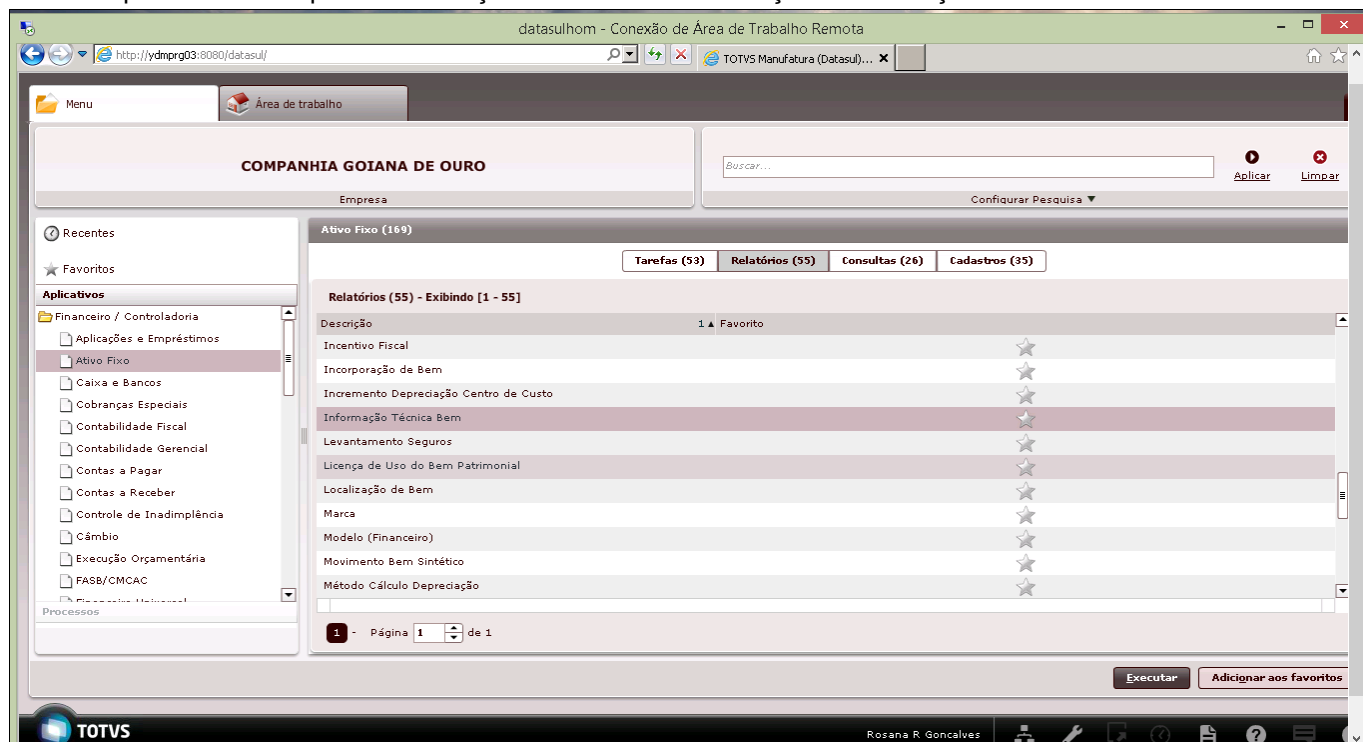 datasulhom - Conexão de Área de Trabalho Remota
http://ydmprg03:8080/datasul/
TOTVS Manufatura (Datasul)...
Menu
Área de trabalho
COMPANHIA GOIANA DE OURO
Empresa
Buscar...
Aplicar
Limpar
Configurar Pesquisa ▼
Recentes
Favoritos
Aplicativos
Financeiro / Controladoria
Aplicações e Empréstimos
Ativo Fixo
Caixa e Bancos
Cobranças Especiais
Contabilidade Fiscal
Contabilidade Gerencial
Contas a Pagar
Contas a Receber
Controle de Inadimplência
Câmbio
Execução Orçamentária
FASB/CMCAC
Processos
Ativo Fixo (169)
Tarefas (53)
Relatórios (55)
Consultas (26)
Cadastros (35)
Relatórios (55) - Exibindo [1 - 55]
Descrição 1▲ Favorito
Incentivo Fiscal
Incorporação de Bem
Incremento Depreciação Centro de Custo
Informação Técnica Bem
Levantamento Seguros
Licença de Uso do Bem Patrimonial
Localização de Bem
Marca
Modelo (Financeiro)
Movimento Bem Sintético
Método Cálculo Depreciação
1 - Página 1 de 1
Executar
Adicionar aos favoritos
TOTVS
Rosana R Goncalves